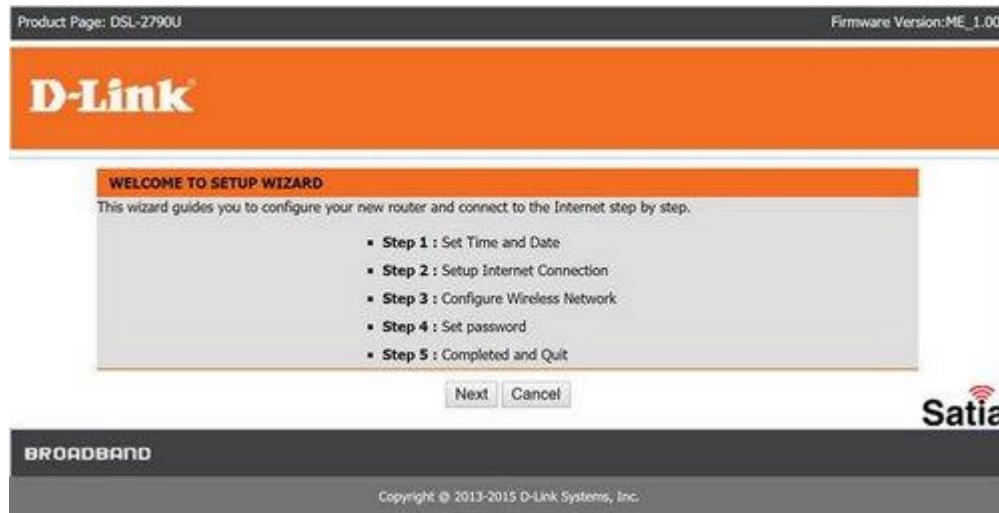 Product Page: DSL-2790U
Firmware Version:ME_1.00
D-Link
WELCOME TO SETUP WIZARD
This wizard guides you to configure your new router and connect to the Internet step by step.
▪ Step 1 : Set Time and Date
▪ Step 2 : Setup Internet Connection
▪ Step 3 : Configure Wireless Network
▪ Step 4 : Set password
▪ Step 5 : Completed and Quit
Next
Cancel
Satia
BROADBAND
Copyright @ 2013-2015 D-Link Systems, Inc.